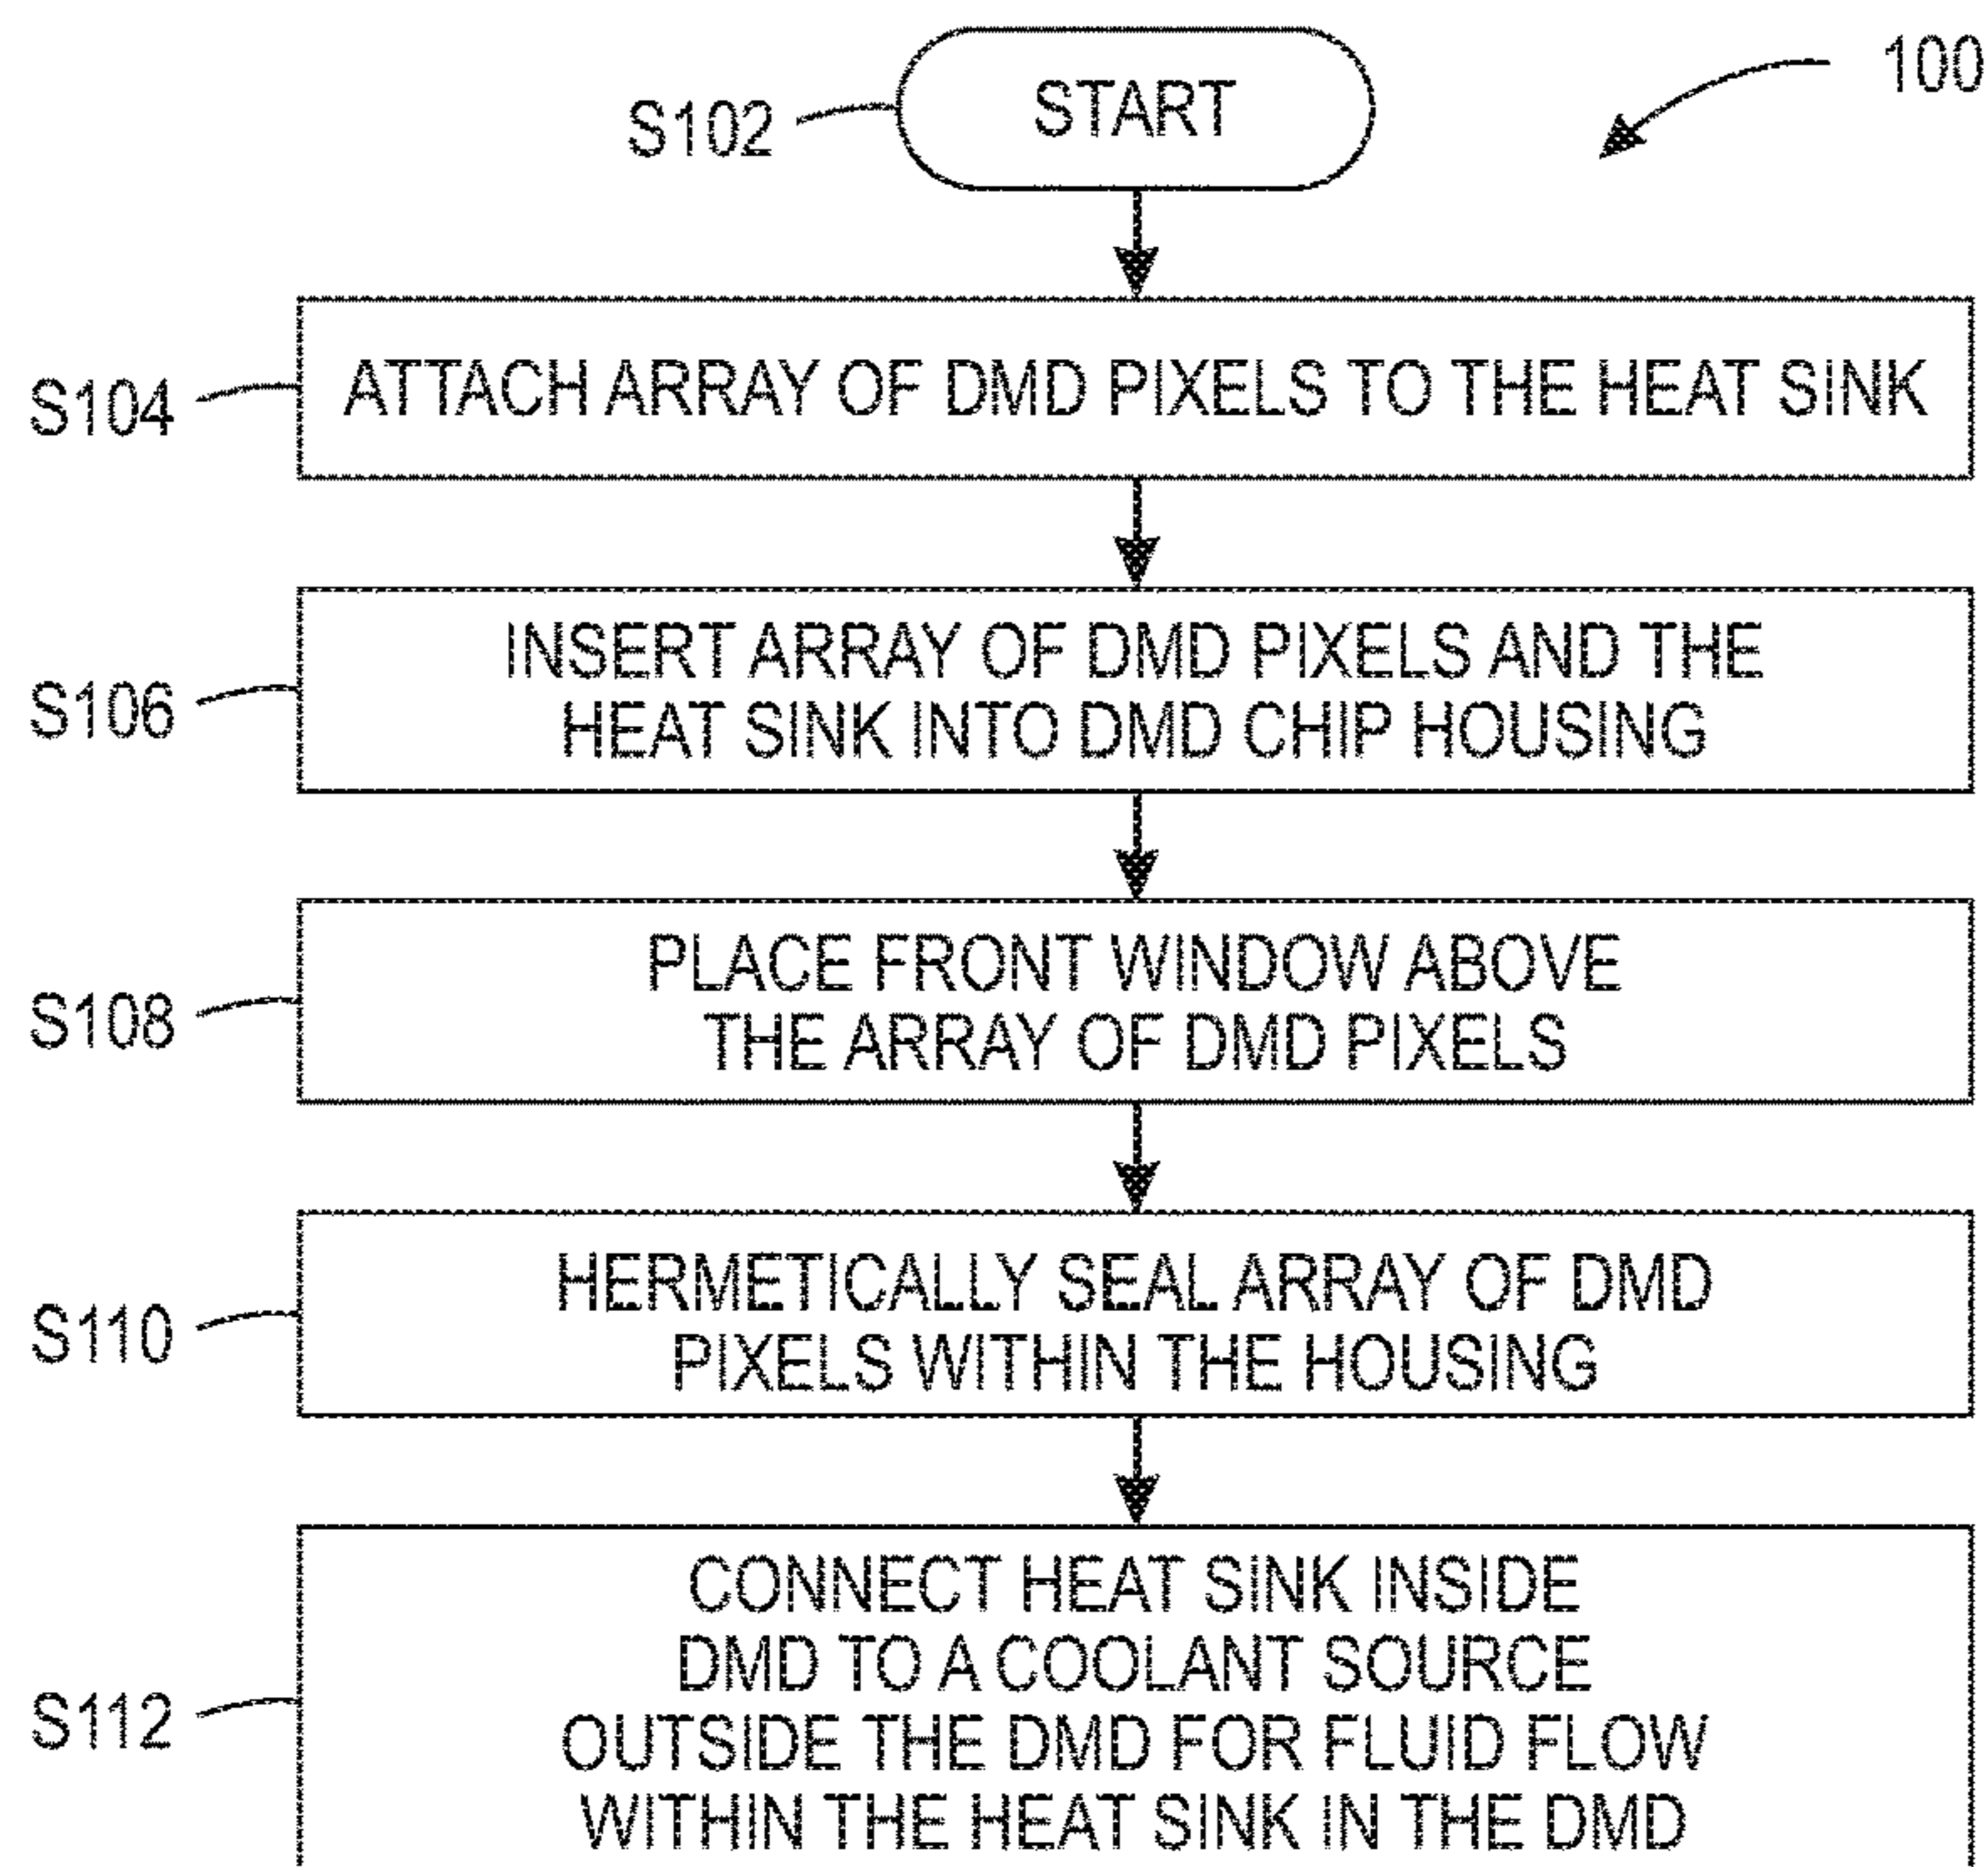 100
S102
START
S104
ATTACH ARRAY OF DMD PIXELS TO THE HEAT SINK
S106
INSERT ARRAY OF DMD PIXELS AND THE
HEAT SINK INTO DMD CHIP HOUSING
S108
PLACE FRONT WINDOW ABOVE
THE ARRAY OF DMD PIXELS
S110
HERMETICALLY SEAL ARRAY OF DMD
PIXELS WITHIN THE HOUSING
S112
CONNECT HEAT SINK INSIDE
DMD TO A COOLANT SOURCE
OUTSIDE THE DMD FOR FLUID FLOW
WITHIN THE HEAT SINK IN THE DMD